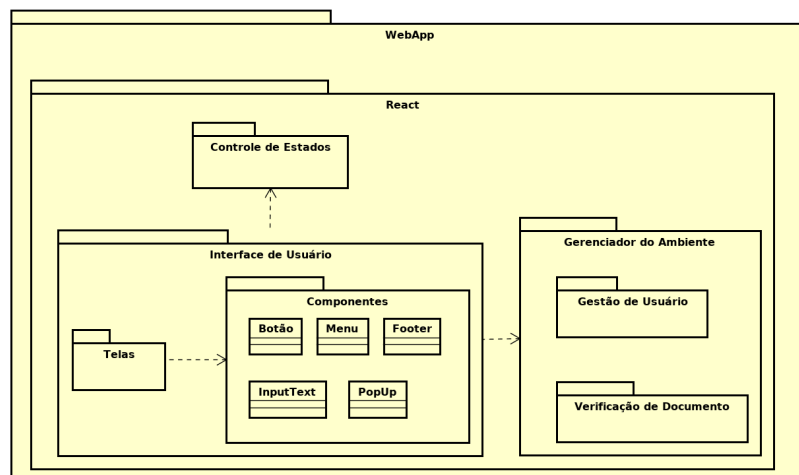 WebApp
React
Controle de Estados
Interface de Usuário
Gerenciador do Ambiente
Componentes
Gestão de Usuário
Botão
Menu
Footer
Telas
InputText
PopUp
Verificação de Documento